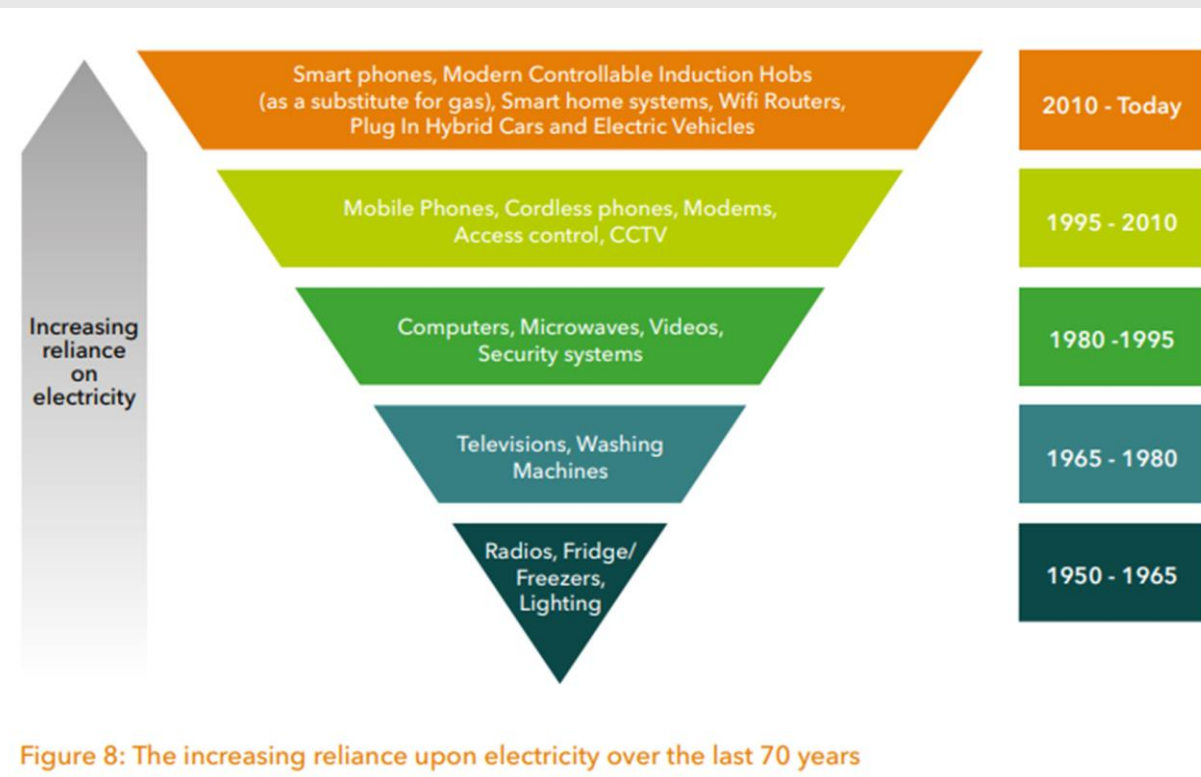 Smart phones, Modern Controllable Induction Hobs
(as a substitute for gas), Smart home systems, Wifi Routers,
Plug In Hybrid Cars and Electric Vehicles
2010 - Today
Mobile Phones, Cordless phones, Modems,
Access control, CCTV
1995 - 2010
Increasing
reliance
on
electricity
Computers, Microwaves, Videos,
Security systems
1980 -1995
Televisions, Washing
Machines
1965 - 1980
Radios, Fridge/
Freezers,
Lighting
1950 - 1965
Figure 8: The increasing reliance upon electricity over the last 70 years